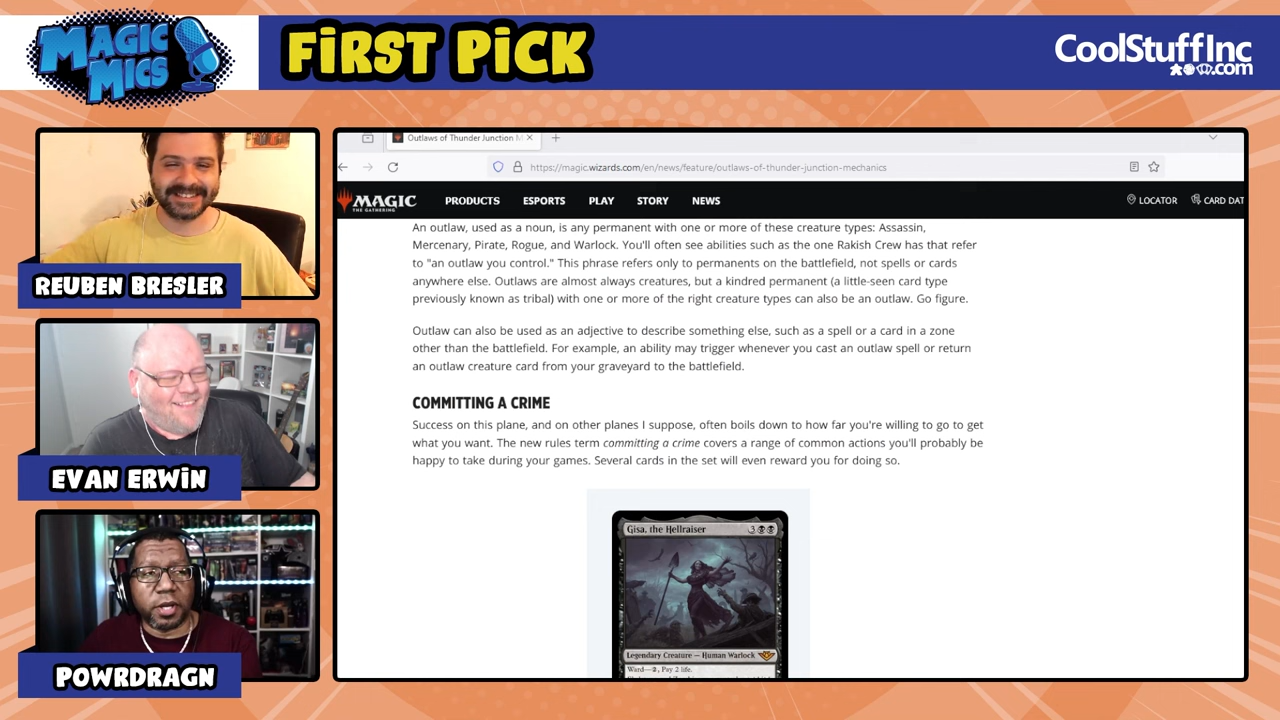 MAGIC MICS
FIRST PICK
CoolStuffInc
.com
REUBEN BRESLER
EVAN ERWIN
POWRDRAGN
Outlaws of Thunder Junction M
https://magic.wizards.com/en/news/feature/outlaws-of-thunder-junction-mechanics
MAGIC
THE GATHERING
PRODUCTS ESPORTS PLAY STORY NEWS LOCATOR CARD DAT
An outlaw, used as a noun, is any permanent with one or more of these creature types: Assassin,
Mercenary, Pirate, Rogue, and Warlock. You'll often see abilities such as the one Rakish Crew has that refer
to "an outlaw you control." This phrase refers only to permanents on the battlefield, not spells or cards
anywhere else. Outlaws are almost always creatures, but a kindred permanent (a little-seen card type
previously known as tribal) with one or more of the right creature types can also be an outlaw. Go figure.
Outlaw can also be used as an adjective to describe something else, such as a spell or a card in a zone
other than the battlefield. For example, an ability may trigger whenever you cast an outlaw spell or return
an outlaw creature card from your graveyard to the battlefield.
COMMITTING A CRIME
Success on this plane, and on other planes I suppose, often boils down to how far you're willing to go to get
what you want. The new rules term committing a crime covers a range of common actions you'll probably be
happy to take during your games. Several cards in the set will even reward you for doing so.
Gisa, the Hellraiser 3
Legendary Creature — Human Warlock
Ward—2, Pay 2 life.